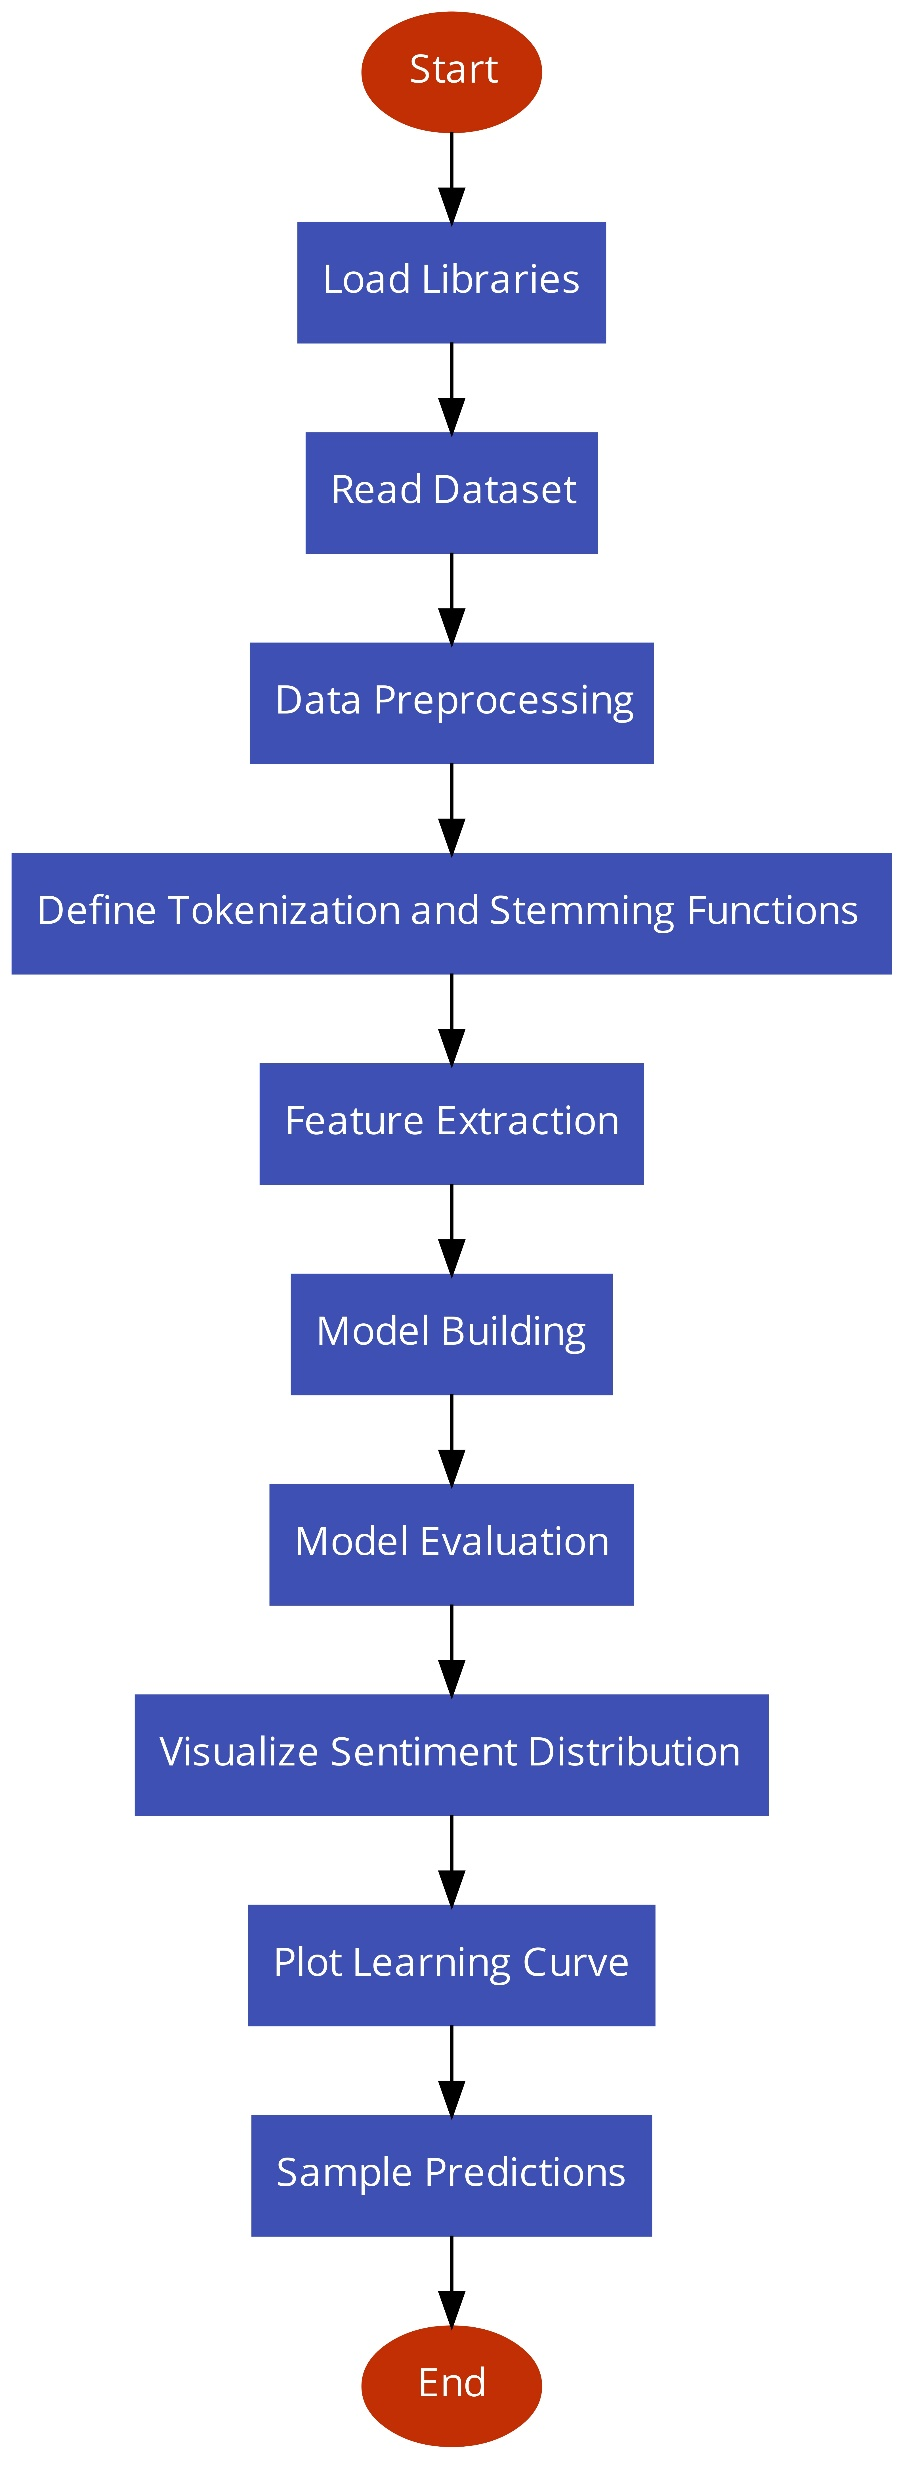 Start
Load Libraries
Read Dataset
Data Preprocessing
Define Tokenization and Stemming Functions
Feature Extraction
Model Building
Model Evaluation
Visualize Sentiment Distribution
Plot Learning Curve
Sample Predictions
End